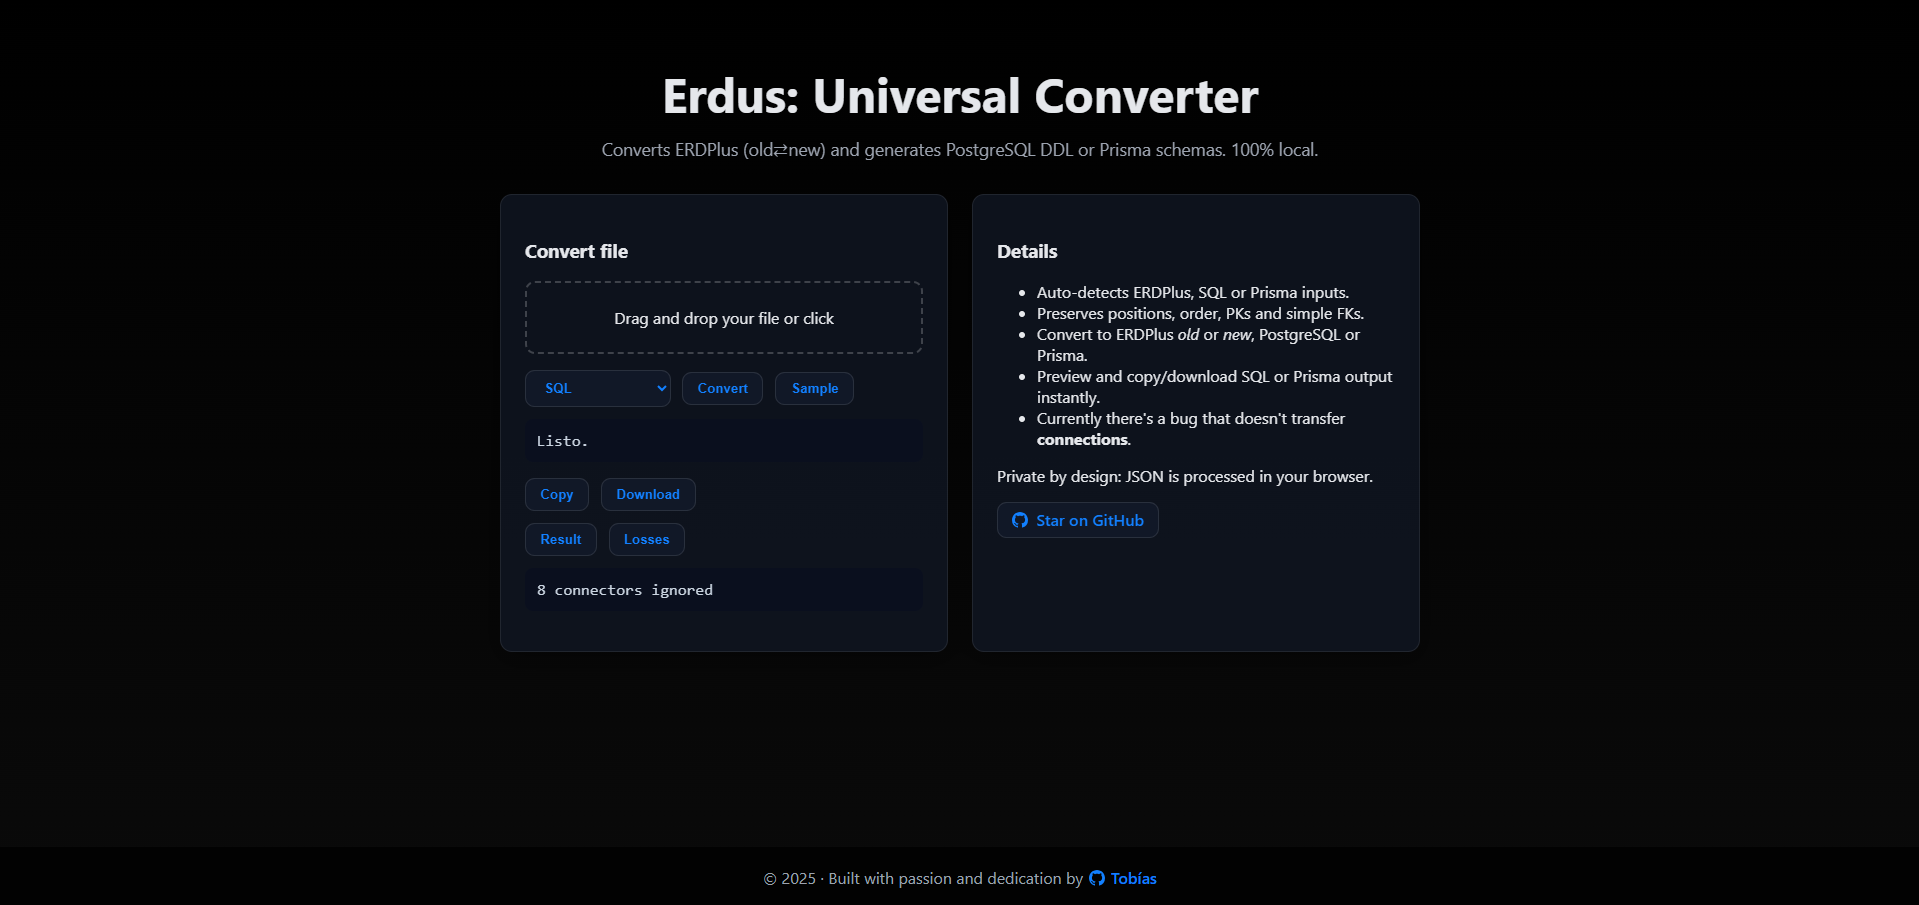 Erdus: Universal Converter
Converts ERDPlus (old⇄new) and generates PostgreSQL DDL or Prisma schemas. 100% local.
Convert file
Drag and drop your file or click
SQL
Convert
Sample
Listo.
Copy
Download
Result
Losses
8 connectors ignored
Details
• Auto-detects ERDPlus, SQL or Prisma inputs.
• Preserves positions, order, PKs and simple FKs.
• Convert to ERDPlus old or new, PostgreSQL or
Prisma.
• Preview and copy/download SQL or Prisma output
instantly.
• Currently there's a bug that doesn't transfer
connections.
Private by design: JSON is processed in your browser.
Star on GitHub
© 2025 · Built with passion and dedication by Tobías